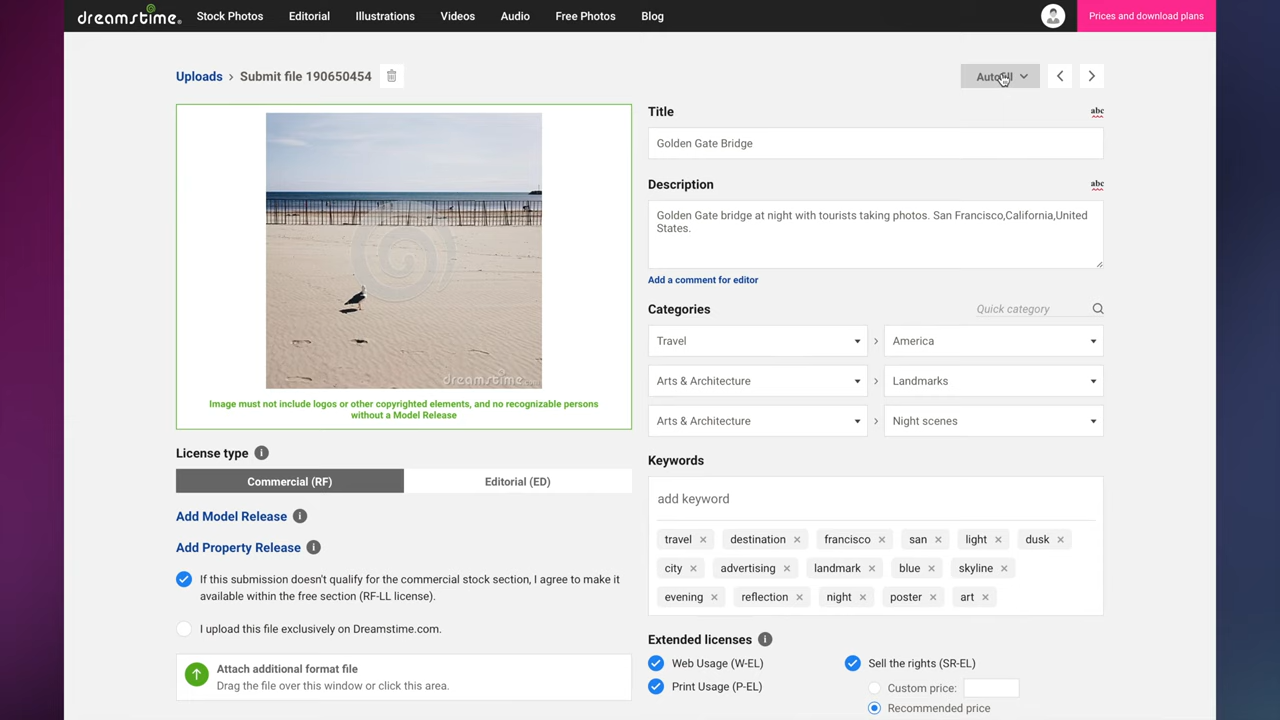 dreamstime.
Stock Photos Editorial Illustrations Videos Audio Free Photos Blog
Prices and download plans
Uploads › Submit file 190650454
Autofill
dreamstime.
Image must not include logos or other copyrighted elements, and no recognizable persons
without a Model Release
License type
Commercial (RF) Editorial (ED)
Add Model Release
Add Property Release
If this submission doesn't qualify for the commercial stock section, I agree to make it
available within the free section (RF-LL license).
I upload this file exclusively on Dreamstime.com.
Attach additional format file
Drag the file over this window or click this area.
Title abc
Golden Gate Bridge
Description abc
Golden Gate bridge at night with tourists taking photos. San Francisco,California,United
States.
Add a comment for editor
Categories Quick category
Travel › America
Arts & Architecture › Landmarks
Arts & Architecture › Night scenes
Keywords
add keyword
travel × destination × francisco × san × light × dusk ×
city × advertising × landmark × blue × skyline ×
evening × reflection × night × poster × art ×
Extended licenses
Web Usage (W-EL) Sell the rights (SR-EL)
Print Usage (P-EL) Custom price:
Recommended price